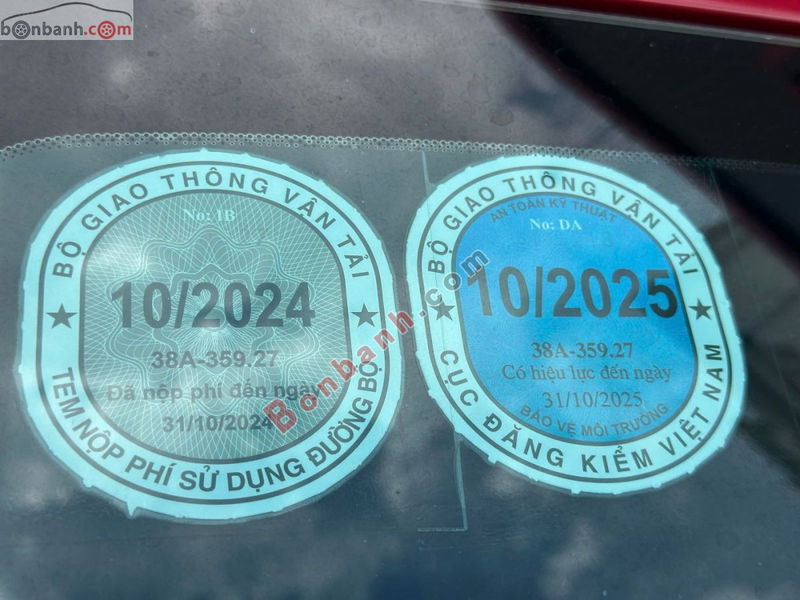 bonbanh.com
BỘ GIAO THÔNG VẬN TẢI
No: 1B
10/2024
38A-359.27
Đã nộp phí đến ngày
31/10/2024
TEM NỘP PHÍ SỬ DỤNG ĐƯỜNG BỘ
BỘ GIAO THÔNG VẬN TẢI
AN TOÀN KỸ THUẬT
No: DA
10/2025
38A-359.27
Có hiệu lực đến ngày
31/10/2025
BẢO VỆ MÔI TRƯỜNG
CỤC ĐĂNG KIỂM VIỆT NAM
Bonbanh.com